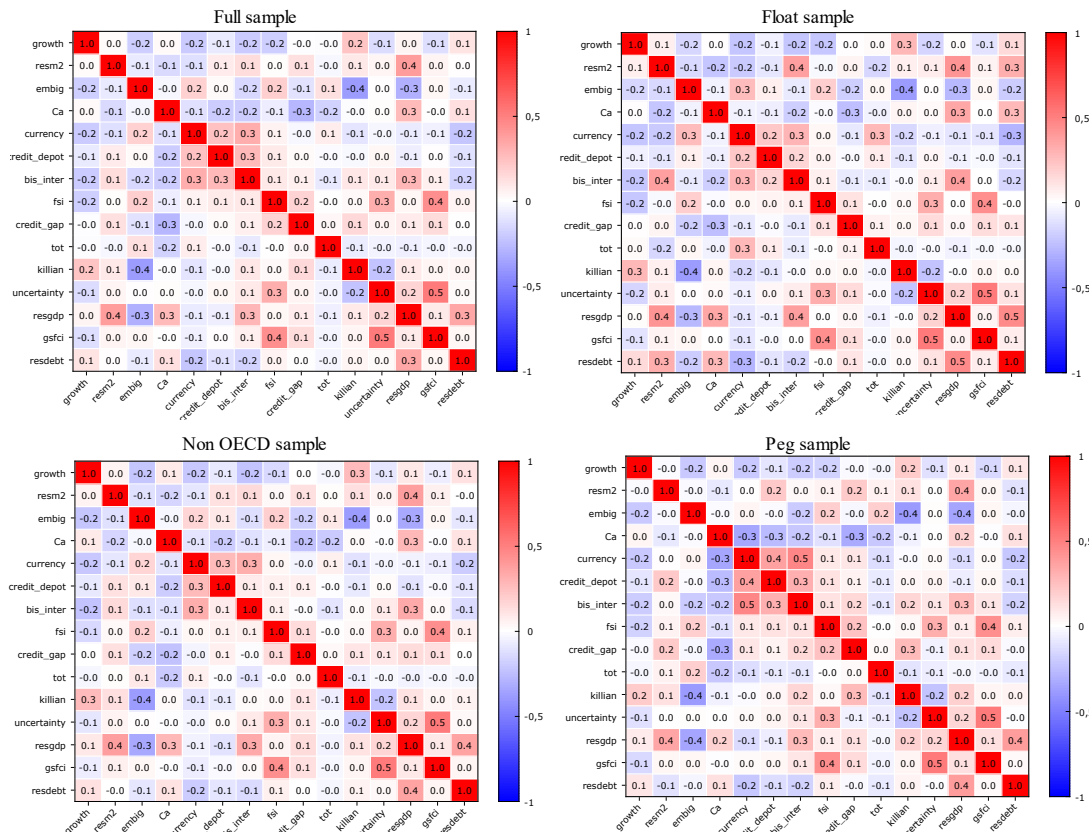 Full sample
growth 1.0 0.0 -0.2 0.0 -0.2 -0.1 -0.2 -0.2 0.0 -0.0 0.2 -0.1 0.0 -0.1 0.1
resm2 0.0 1.0 -0.1 -0.1 -0.1 0.1 0.1 0.0 0.1 -0.0 0.1 0.0 0.4 0.0 0.0
embig -0.2 -0.1 1.0 -0.0 0.2 0.0 -0.2 0.2 -0.0 0.1 -0.4 0.0 -0.3 0.0 -0.1
Ca 0.0 -0.1 -0.0 1.0 -0.1 -0.2 -0.2 -0.1 -0.3 -0.2 -0.0 -0.0 0.3 -0.0 0.1
currency -0.2 -0.1 0.2 -0.1 1.0 0.2 0.3 0.1 -0.0 0.1 -0.1 -0.0 -0.1 -0.0 -0.2
credit_depot -0.1 0.1 0.0 -0.2 0.2 1.0 0.3 0.1 0.0 -0.0 -0.0 0.0 -0.1 0.0 -0.1
bis_inter -0.2 0.1 -0.2 -0.2 0.3 0.3 1.0 0.1 0.1 -0.0 0.1 0.1 0.3 0.1 -0.2
fsi -0.2 0.0 0.2 -0.1 0.1 0.1 0.1 1.0 0.2 -0.0 -0.0 0.3 0.0 0.4 0.0
credit_gap 0.0 0.1 -0.0 -0.3 -0.0 0.0 0.1 0.2 1.0 0.0 0.1 -0.0 0.1 0.0 0.0
tot -0.0 -0.0 0.1 -0.2 0.1 -0.0 -0.0 -0.0 0.0 1.0 -0.1 -0.0 -0.1 -0.0 -0.0
killian 0.2 0.1 -0.4 -0.0 -0.1 -0.0 0.1 -0.0 0.1 -0.1 1.0 -0.2 0.1 0.0 0.0
uncertainty -0.1 0.0 0.0 -0.0 -0.0 0.0 0.1 0.3 -0.0 -0.0 -0.2 1.0 0.2 0.5 0.0
resgdp 0.0 0.4 -0.3 0.3 -0.1 -0.1 0.3 0.0 0.1 -0.1 0.1 0.2 1.0 0.1 0.3
gsfci -0.1 0.0 0.0 -0.0 -0.0 0.0 0.1 0.4 0.0 -0.0 0.0 0.5 0.1 1.0 0.0
resdebt 0.1 0.0 -0.1 0.1 -0.2 -0.1 -0.2 0.0 0.0 -0.0 0.0 0.0 0.3 0.0 1.0
growth resm2 embig Ca currency credit_depot bis_inter fsi credit_gap tot killian uncertainty resgdp gsfci resdebt
1
0,5
0
-0,5
-1
Float sample
growth 1.0 0.1 -0.2 0.0 -0.2 -0.1 -0.2 -0.2 0.0 0.0 0.3 -0.2 0.0 -0.1 0.1
resm2 0.1 1.0 -0.1 -0.2 -0.2 -0.1 0.4 0.0 0.0 -0.2 0.1 0.0 0.4 0.1 0.3
embig -0.2 -0.1 1.0 0.0 0.3 0.1 -0.1 0.2 -0.2 0.0 -0.4 0.0 -0.3 0.0 -0.2
Ca 0.0 -0.2 0.0 1.0 -0.2 -0.1 -0.2 0.0 -0.2 -0.0 -0.0 0.0 0.3 0.0 0.3
currency -0.2 -0.2 0.3 -0.2 1.0 0.2 0.3 0.0 -0.0 0.3 -0.1 -0.0 -0.1 -0.0 -0.3
credit_depot -0.1 -0.1 0.1 -0.1 0.2 1.0 0.2 0.0 -0.0 0.1 -0.0 0.0 -0.0 0.0 -0.1
bis_inter -0.2 0.4 -0.1 -0.2 0.3 0.2 1.0 0.1 -0.1 -0.0 -0.0 0.1 0.4 0.0 -0.2
fsi -0.2 0.0 0.2 -0.0 0.0 0.0 0.1 1.0 0.1 -0.0 -0.1 0.3 0.0 0.4 -0.0
credit_gap 0.0 0.0 -0.2 -0.3 -0.0 -0.0 -0.1 0.1 1.0 0.0 0.0 0.0 0.1 0.0 0.1
tot 0.0 -0.2 0.0 -0.0 0.3 0.1 -0.0 -0.0 0.0 1.0 -0.0 -0.0 -0.0 -0.0 -0.0
killian 0.3 0.1 -0.4 -0.0 -0.1 -0.0 -0.0 -0.1 0.0 -0.0 1.0 -0.2 0.0 0.0 0.0
uncertainty -0.2 0.1 0.0 0.0 -0.1 0.0 0.1 0.3 0.1 -0.0 -0.2 1.0 0.2 0.5 0.1
resgdp 0.0 0.4 -0.3 0.3 -0.1 -0.0 0.4 0.0 0.1 -0.0 0.0 0.2 1.0 0.0 0.5
gsfci -0.1 0.1 0.0 0.0 -0.0 0.0 0.0 0.4 0.1 -0.0 0.0 0.5 0.0 1.0 0.1
resdebt 0.1 0.3 -0.2 0.3 -0.3 -0.1 -0.2 -0.0 0.1 -0.0 0.0 0.1 0.5 0.1 1.0
growth resm2 embig Ca currency credit_depot bis_inter fsi credit_gap tot killian uncertainty resgdp gsfci resdebt
1
0,5
0
-0,5
-1
Non OECD sample
growth 1.0 0.0 -0.2 0.1 -0.2 -0.1 -0.2 -0.1 0.0 -0.0 0.3 -0.1 0.1 -0.1 0.1
resm2 0.0 1.0 -0.1 -0.2 -0.1 0.1 0.1 0.0 0.1 0.0 0.1 0.0 0.4 0.1 -0.0
embig -0.2 -0.1 1.0 -0.0 0.2 0.1 -0.1 0.2 -0.2 0.1 -0.4 0.0 -0.3 0.0 -0.1
Ca 0.1 -0.2 -0.0 1.0 -0.1 -0.2 -0.1 -0.1 -0.2 -0.2 -0.0 0.0 0.3 -0.0 0.1
currency -0.2 -0.1 0.2 -0.1 1.0 0.3 0.3 0.0 -0.0 0.1 -0.0 -0.0 -0.1 -0.0 -0.1
credit_depot -0.1 0.1 0.1 -0.2 0.3 1.0 0.1 0.1 0.1 -0.0 0.0 0.0 -0.1 0.0 -0.1
bis_inter -0.2 0.1 -0.1 -0.1 0.3 0.1 1.0 0.0 0.1 -0.0 0.1 0.1 0.3 0.0 -0.1
fsi -0.1 0.0 0.2 -0.1 0.0 0.1 0.0 1.0 0.1 0.0 -0.0 0.3 0.0 0.4 0.1
credit_gap 0.0 0.1 -0.2 -0.2 -0.0 0.1 0.1 0.1 1.0 0.1 0.1 0.0 0.1 0.1 0.0
tot -0.0 0.0 0.1 -0.2 0.1 -0.0 -0.0 0.0 0.1 1.0 -0.0 -0.0 -0.0 -0.0 0.0
killian 0.3 0.1 -0.4 -0.0 -0.0 0.0 0.1 -0.0 0.1 -0.0 1.0 -0.2 0.1 0.0 0.0
uncertainty -0.1 0.0 0.0 0.0 -0.0 0.0 0.1 0.3 0.0 -0.0 -0.2 1.0 0.2 0.5 0.0
resgdp 0.1 0.4 -0.3 0.3 -0.1 -0.1 0.3 0.0 0.1 -0.0 0.1 0.2 1.0 0.1 0.4
gsfci -0.1 0.1 0.0 -0.0 -0.0 0.0 0.0 0.4 0.1 -0.0 0.0 0.5 0.1 1.0 0.0
resdebt 0.1 -0.0 -0.1 0.1 -0.1 -0.1 -0.1 0.1 0.0 0.0 0.0 0.0 0.4 0.0 1.0
growth resm2 embig Ca currency depot bis_inter fsi credit_gap tot killian uncertainty resgdp gsfci resdebt
1
0,5
0
-0,5
-1
Peg sample
growth 1.0 -0.0 -0.2 0.0 -0.2 -0.1 -0.2 -0.2 -0.0 -0.0 0.2 -0.1 0.1 -0.1 0.1
resm2 -0.0 1.0 0.0 -0.1 0.0 0.2 0.0 0.1 0.2 0.1 0.1 0.0 0.4 0.0 -0.1
embig -0.2 0.0 1.0 -0.0 0.0 -0.0 -0.2 0.2 -0.0 0.2 -0.4 0.0 -0.4 0.0 -0.1
Ca 0.0 -0.1 -0.0 1.0 -0.3 -0.3 -0.2 -0.1 -0.3 -0.2 -0.0 0.0 0.2 -0.0 0.1
currency -0.2 0.0 0.0 -0.3 1.0 0.4 0.5 0.1 0.0 0.0 0.0 0.0 -0.1 0.0 -0.2
credit_depot -0.1 0.2 -0.0 -0.3 0.4 1.0 0.3 0.1 0.1 -0.1 0.0 0.0 -0.1 0.0 -0.1
bis_inter -0.2 0.0 -0.2 -0.2 0.5 0.3 1.0 0.1 0.2 -0.0 0.2 0.1 0.3 0.1 -0.2
fsi -0.2 0.1 0.2 -0.1 0.1 0.1 0.1 1.0 0.2 -0.0 0.0 0.3 0.1 0.4 0.1
credit_gap -0.0 0.2 -0.0 -0.3 0.0 0.1 0.2 0.2 1.0 -0.0 0.3 -0.0 0.1 0.0 -0.1
tot -0.0 0.1 0.2 -0.2 0.0 -0.1 -0.0 -0.0 -0.0 1.0 -0.1 -0.1 -0.0 -0.0 -0.1
killian 0.2 0.1 -0.4 -0.0 0.0 0.0 0.2 0.0 0.3 -0.1 1.0 -0.2 0.2 0.0 0.0
uncertainty -0.1 0.0 0.0 0.0 0.0 0.0 0.1 0.3 -0.0 -0.1 -0.2 1.0 0.2 0.5 -0.0
resgdp 0.1 0.4 -0.4 0.2 -0.1 -0.1 0.3 0.1 0.1 -0.0 0.2 0.2 1.0 0.1 0.4
gsfci -0.1 0.0 0.0 -0.0 0.0 0.0 0.1 0.4 0.0 -0.0 0.0 0.5 0.1 1.0 0.0
resdebt 0.1 -0.1 -0.1 0.1 -0.2 -0.1 -0.2 0.1 -0.1 -0.1 0.0 -0.0 0.4 0.0 1.0
growth resm2 embig Ca currency credit_depot bis_inter fsi credit_gap tot killian uncertainty resgdp gsfci resdebt
1
0,5
0
-0,5
-1